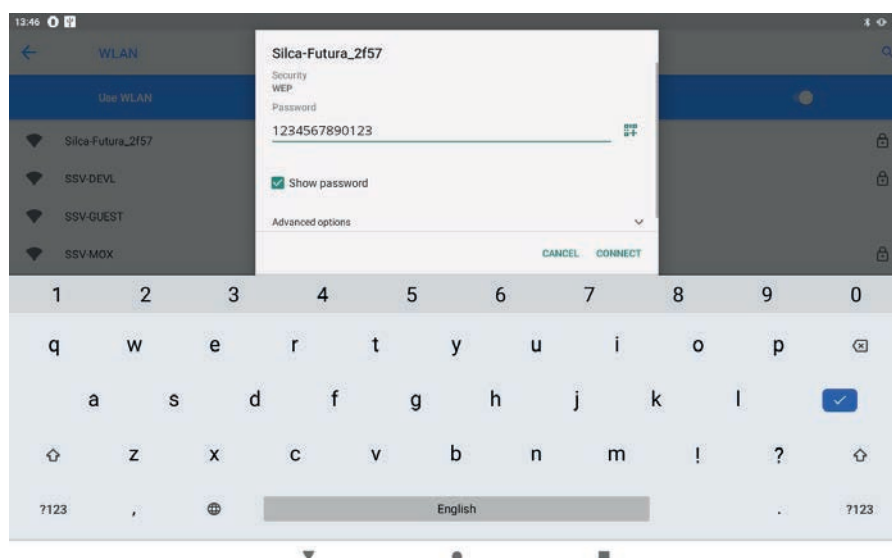 13:46
WLAN
Use WLAN
Silca-Futura_2f57
SSV-DEVL
SSV-GUEST
SSV-MOX
Silca-Futura_2f57
Security
WEP
Password
1234567890123
Show password
Advanced options
CANCEL CONNECT
1 2 3 4 5 6 7 8 9 0
q w e r t y u i o p
a s d f g h j k l
z x c v b n m ! ?
?123 , English . ?123